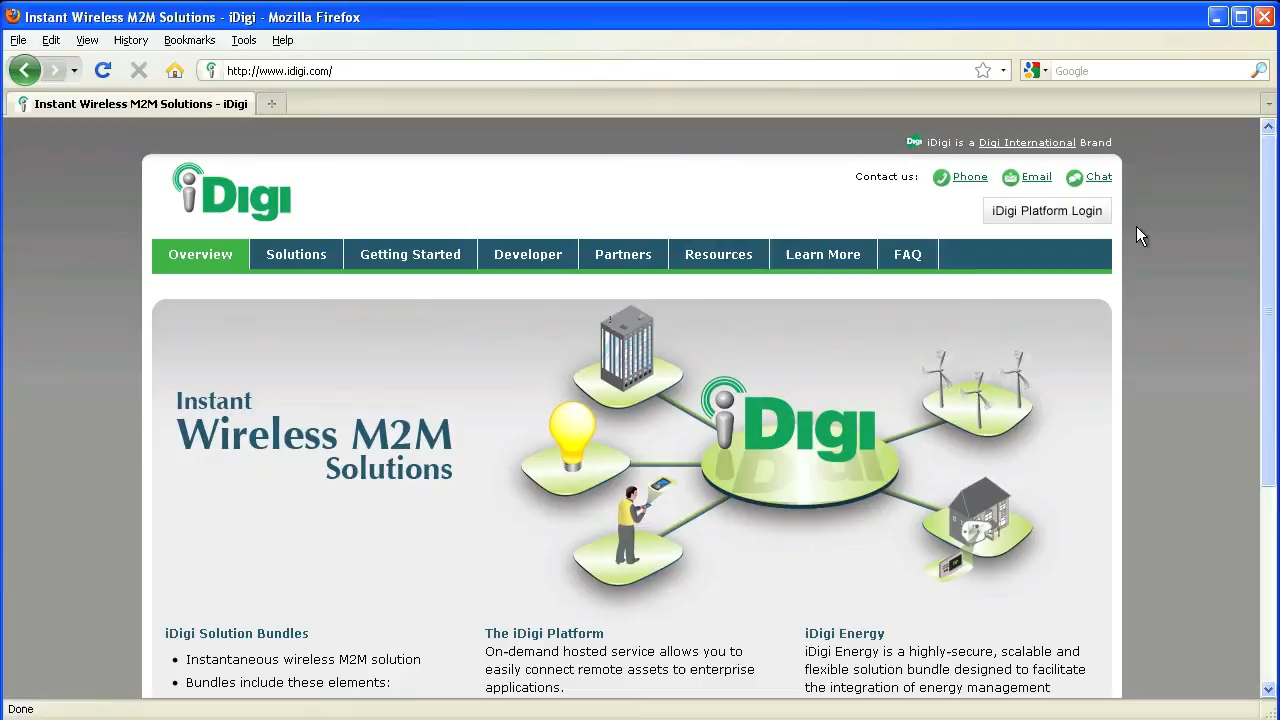 Instant Wireless M2M Solutions - iDigi - Mozilla Firefox
File Edit View History Bookmarks Tools Help
http://www.idigi.com/
Google
Instant Wireless M2M Solutions - iDigi
Digi iDigi is a Digi International Brand
iDigi
Contact us: Phone Email Chat
iDigi Platform Login
Overview Solutions Getting Started Developer Partners Resources Learn More FAQ
Instant
Wireless M2M
Solutions
iDigi
iDigi Solution Bundles
• Instantaneous wireless M2M solution
• Bundles include these elements:
The iDigi Platform
On-demand hosted service allows you to
easily connect remote assets to enterprise
applications.
iDigi Energy
iDigi Energy is a highly-secure, scalable and
flexible solution bundle designed to facilitate
the integration of energy management
Done